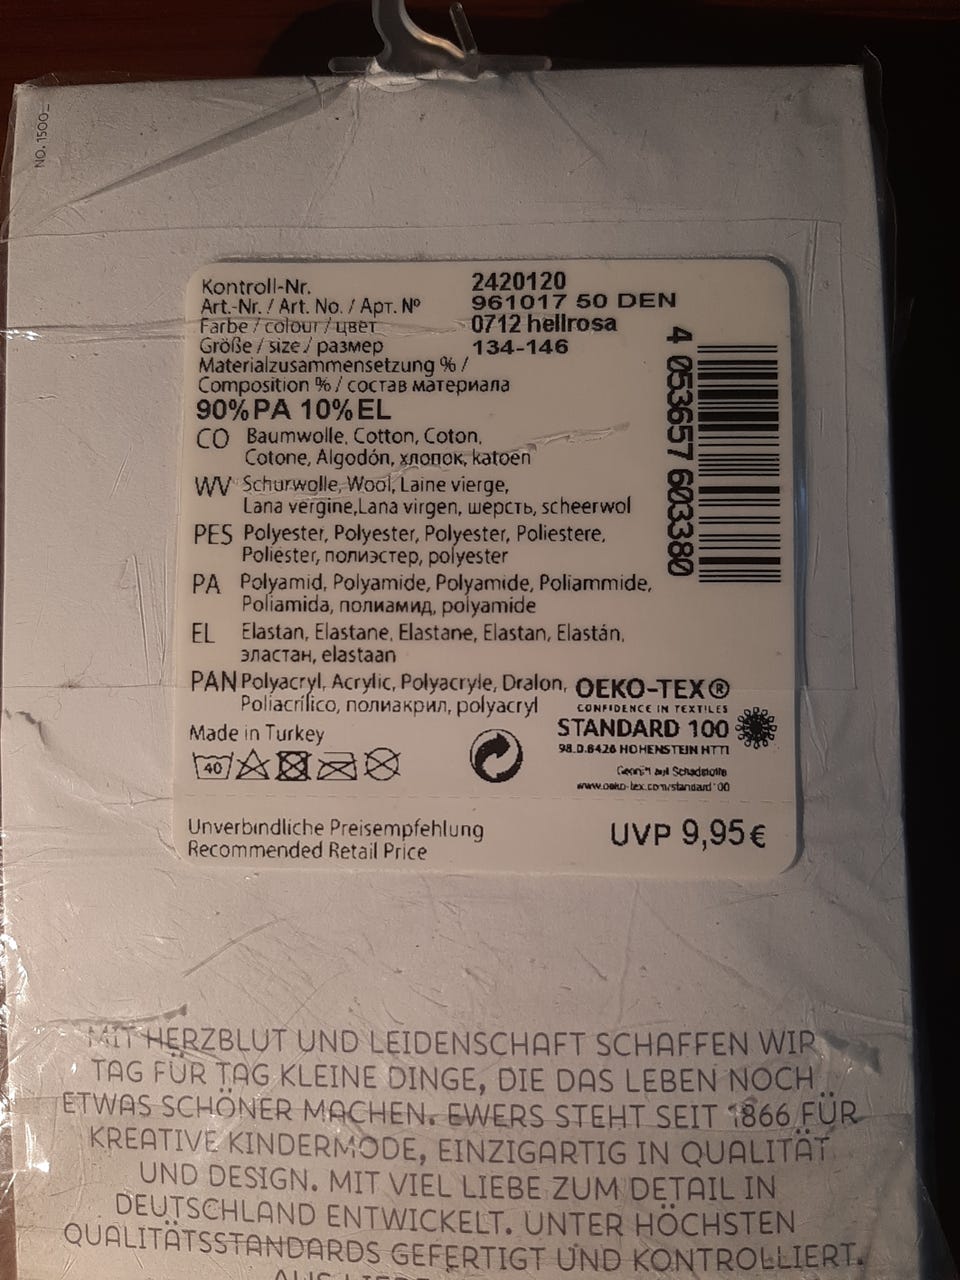 NO. 1500_
Kontroll-Nr. 2420120
Art.-Nr. / Art. No. / Арт. Nº 961017 50 DEN
Farbe / colour / цвет 0712 hellrosa
Größe / size / размер 134-146
Materialzusammensetzung % /
Composition % / состав материала
90% PA 10% EL
CO Baumwolle, Cotton, Coton,
Cotone, Algodón, хлопок, katoen
WV Schurwolle, Wool, Laine vierge,
Lana vergine,Lana virgen, шерсть, scheerwol
PES Polyester, Polyester, Polyester, Poliestere,
Poliéster, полиэстер, polyester
PA Polyamid, Polyamide, Polyamide, Poliammide,
Poliamida, полиамид, polyamide
EL Elastan, Elastane, Elastane, Elastan, Elastán,
эластан, elastaan
PAN Polyacryl, Acrylic, Polyacryle, Dralon,
Poliacrílico, полиакрил, polyacryl
4 053657 603380
Made in Turkey
40
OEKO-TEX®
CONFIDENCE IN TEXTILES
STANDARD 100
98.0.8426 HOHENSTEIN HTTI
auf Schadstoffe
Unverbindliche Preisempfehlung
Recommended Retail Price
UVP 9,95€
MIT HERZBLUT UND LEIDENSCHAFT SCHAFFEN WIR
TAG FÜR TAG KLEINE DINGE, DIE DAS LEBEN NOCH
ETWAS SCHÖNER MACHEN. EWERS STEHT SEIT 1866 FÜR
KREATIVE KINDERMODE, EINZIGARTIG IN QUALITÄT
UND DESIGN. MIT VIEL LIEBE ZUM DETAIL IN
DEUTSCHLAND ENTWICKELT. UNTER HÖCHSTEN
QUALITÄTSSTANDARDS GEFERTIGT UND KONTROLLIERT.